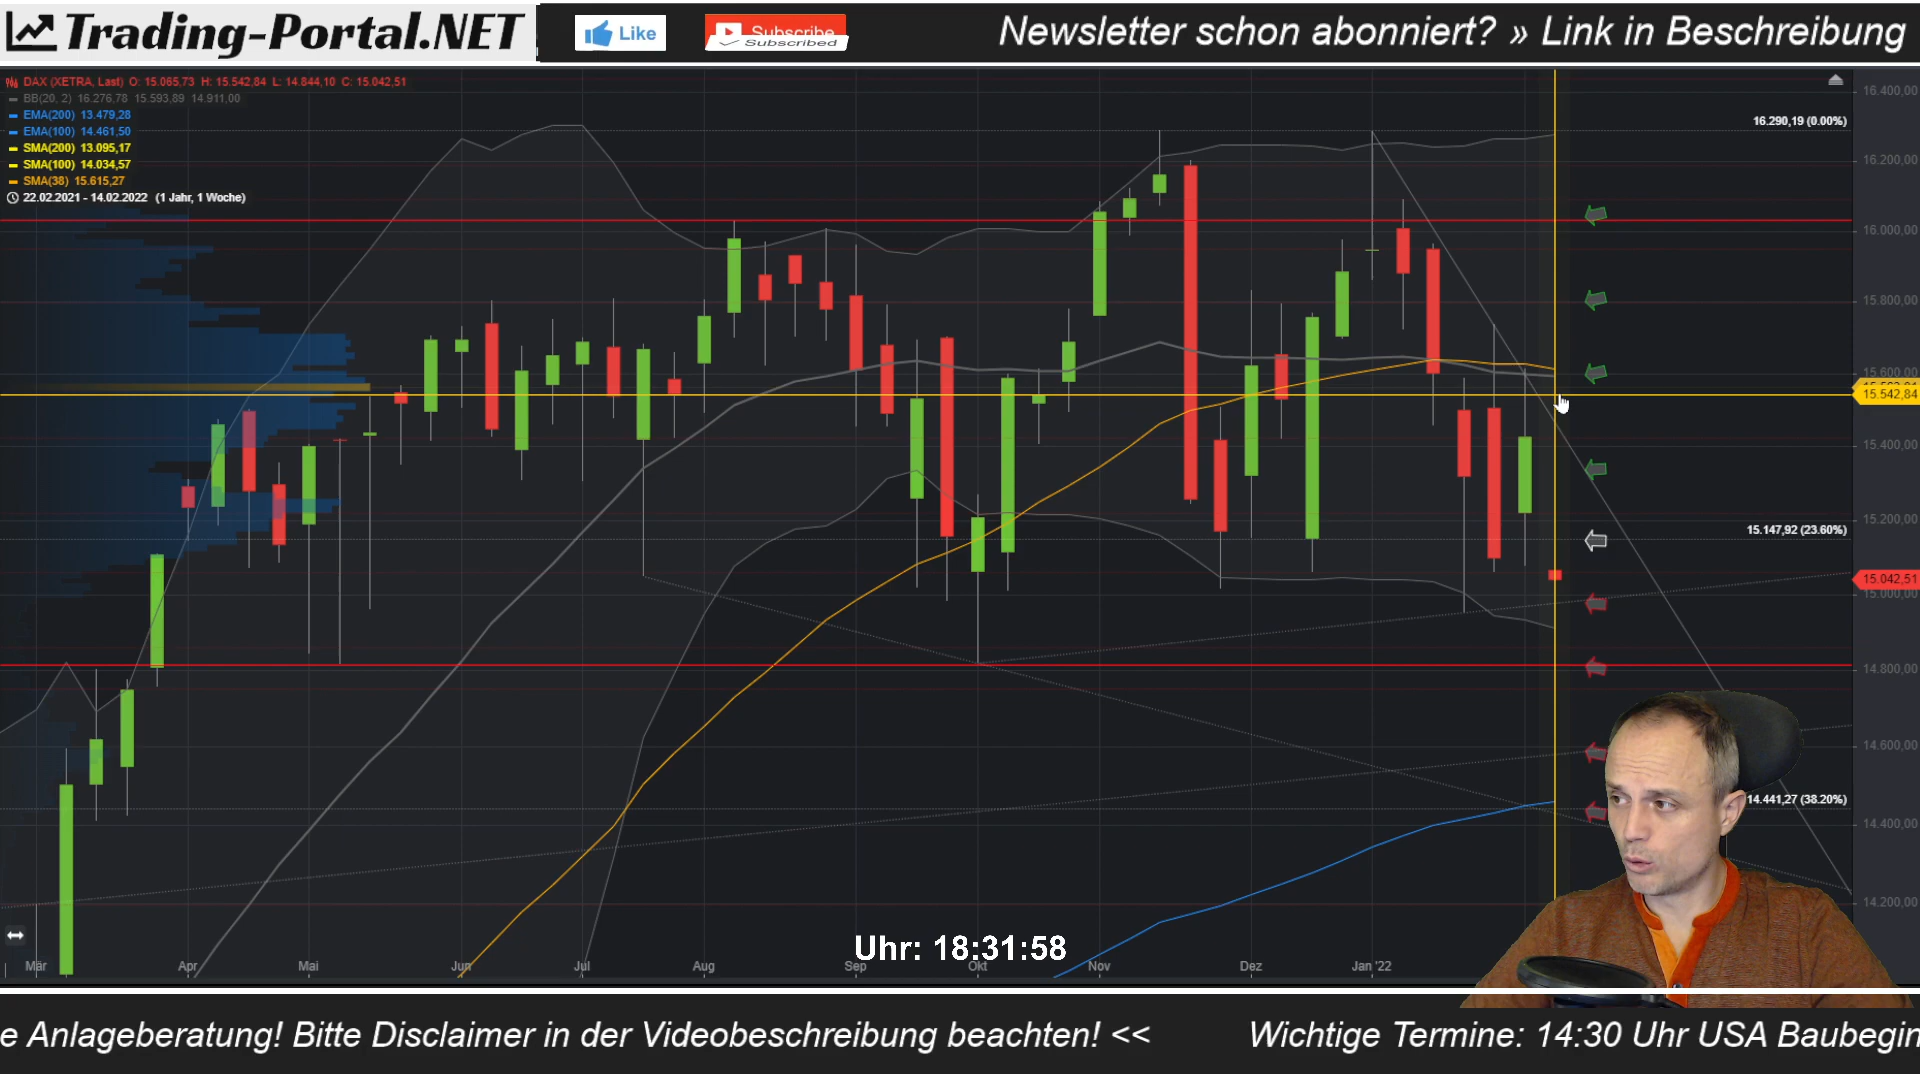 Trading-Portal.NET
Like
Subscribe
Subscribed
Newsletter schon abonniert? » Link in Beschreibung
DAX (XETRA, Last) O: 15.065,73 H: 15.542,84 L: 14.844,10 C: 15.042,51
BB(20, 2) 16.276,78 15.593,89 14.911,00
EMA(200) 13.479,28
EMA(100) 14.461,50
SMA(200) 13.095,17
SMA(100) 14.034,57
SMA(38) 15.615,27
22.02.2021 - 14.02.2022 (1 Jahr, 1 Woche)
16.400,00
16.290,19 (0.00%)
16.200,00
16.000,00
15.800,00
15.600,00
15.542,84
15.400,00
15.200,00
15.147,92 (23.60%)
15.042,51
15.000,00
14.800,00
14.600,00
14.441,27 (38.20%)
14.400,00
14.200,00
Uhr: 18:31:58
Mär Apr Mai Jun Jul Aug Sep Okt Nov Dez Jan '22
e Anlageberatung! Bitte Disclaimer in der Videobeschreibung beachten! << Wichtige Termine: 14:30 Uhr USA Baubegin